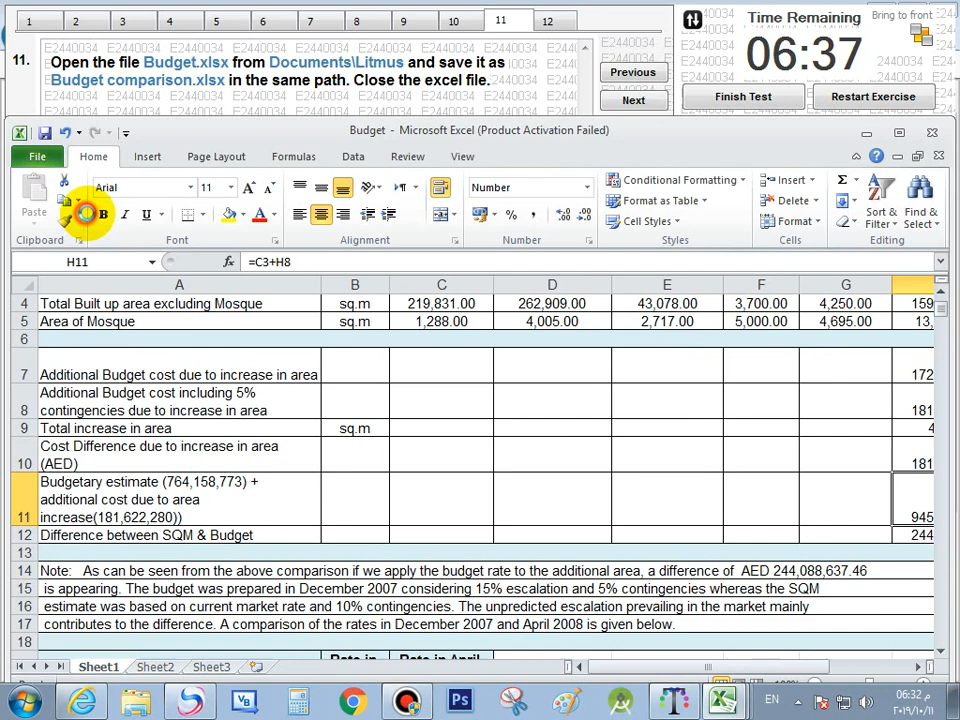 1 2 3 4 5 6 7 8 9 10 11 12
Time Remaining
Bring to front
06:37
Finish Test
Restart Exercise
Previous
Next
11. Open the file Budget.xlsx from Documents\Litmus and save it as
Budget comparison.xlsx in the same path. Close the excel file.
Budget - Microsoft Excel (Product Activation Failed)
File Home Insert Page Layout Formulas Data Review View
Paste
Arial 11
Number
Conditional Formatting
Format as Table
Cell Styles
Insert
Delete
Format
Sort & Filter
Find & Select
Clipboard Font Alignment Number Styles Cells Editing
H11 fx =C3+H8
A B C D E F G
4 Total Built up area excluding Mosque sq.m 219,831.00 262,909.00 43,078.00 3,700.00 4,250.00 159
5 Area of Mosque sq.m 1,288.00 4,005.00 2,717.00 5,000.00 4,695.00 13,
6
7 Additional Budget cost due to increase in area 172
8 Additional Budget cost including 5%
contingencies due to increase in area 181
9 Total increase in area sq.m 4
10 Cost Difference due to increase in area
(AED) 181
11 Budgetary estimate (764,158,773) +
additional cost due to area
increase(181,622,280)) 945
12 Difference between SQM & Budget 244
13
14 Note: As can be seen from the above comparison if we apply the budget rate to the additional area, a difference of AED 244,088,637.46
15 is appearing. The budget was prepared in December 2007 considering 15% escalation and 5% contingencies whereas the SQM
16 estimate was based on current market rate and 10% contingencies. The unpredicted escalation prevailing in the market mainly
17 contributes to the difference. A comparison of the rates in December 2007 and April 2008 is given below.
18
Rate in Rate in April
Sheet1 Sheet2 Sheet3
EN
06:32 م
٢٠١٩/١٠/١١